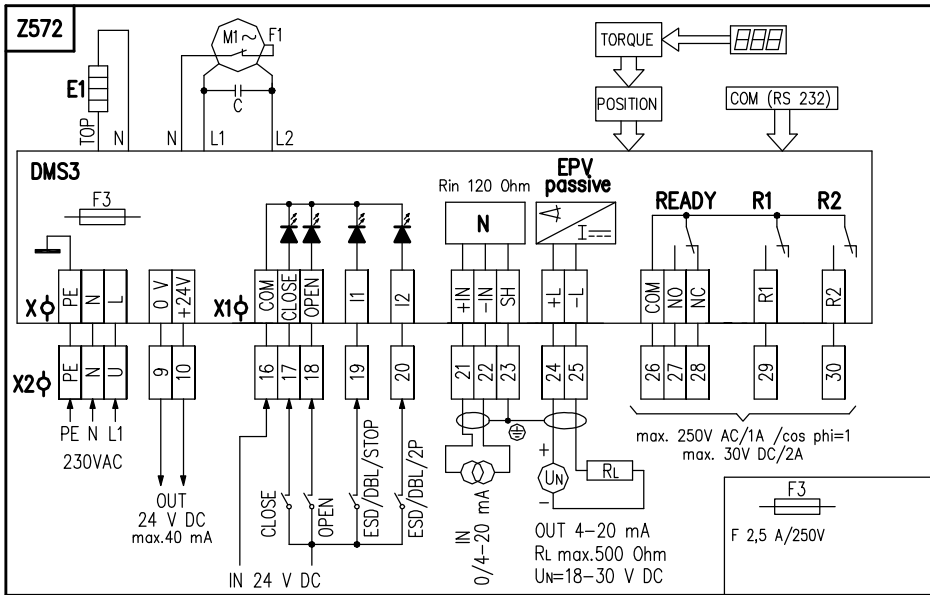 Z572
M1 ~
F1
TORQUE
E1
C
POSITION
COM (RS 232)
TOP
N
N
L1
L2
DMS3
F3
Rin 120 Ohm
EPV
passive
N
I
READY
R1
R2
X
PE
N
L
0 V
+24V
X1
COM
CLOSE
OPEN
I1
I2
+IN
-IN
SH
+L
-L
COM
NO
NC
R1
R2
X2
PE
N
U
9
10
16
17
18
19
20
21
22
23
24
25
26
27
28
29
30
PE N L1
230VAC
OUT
24 V DC
max.40 mA
CLOSE
OPEN
ESD/DBL/STOP
ESD/DBL/2P
IN 24 V DC
IN
0/4-20 mA
+
UN
-
RL
OUT 4-20 mA
RL max.500 Ohm
UN=18-30 V DC
max. 250V AC/1A /cos phi=1
max. 30V DC/2A
F3
F 2,5 A/250V